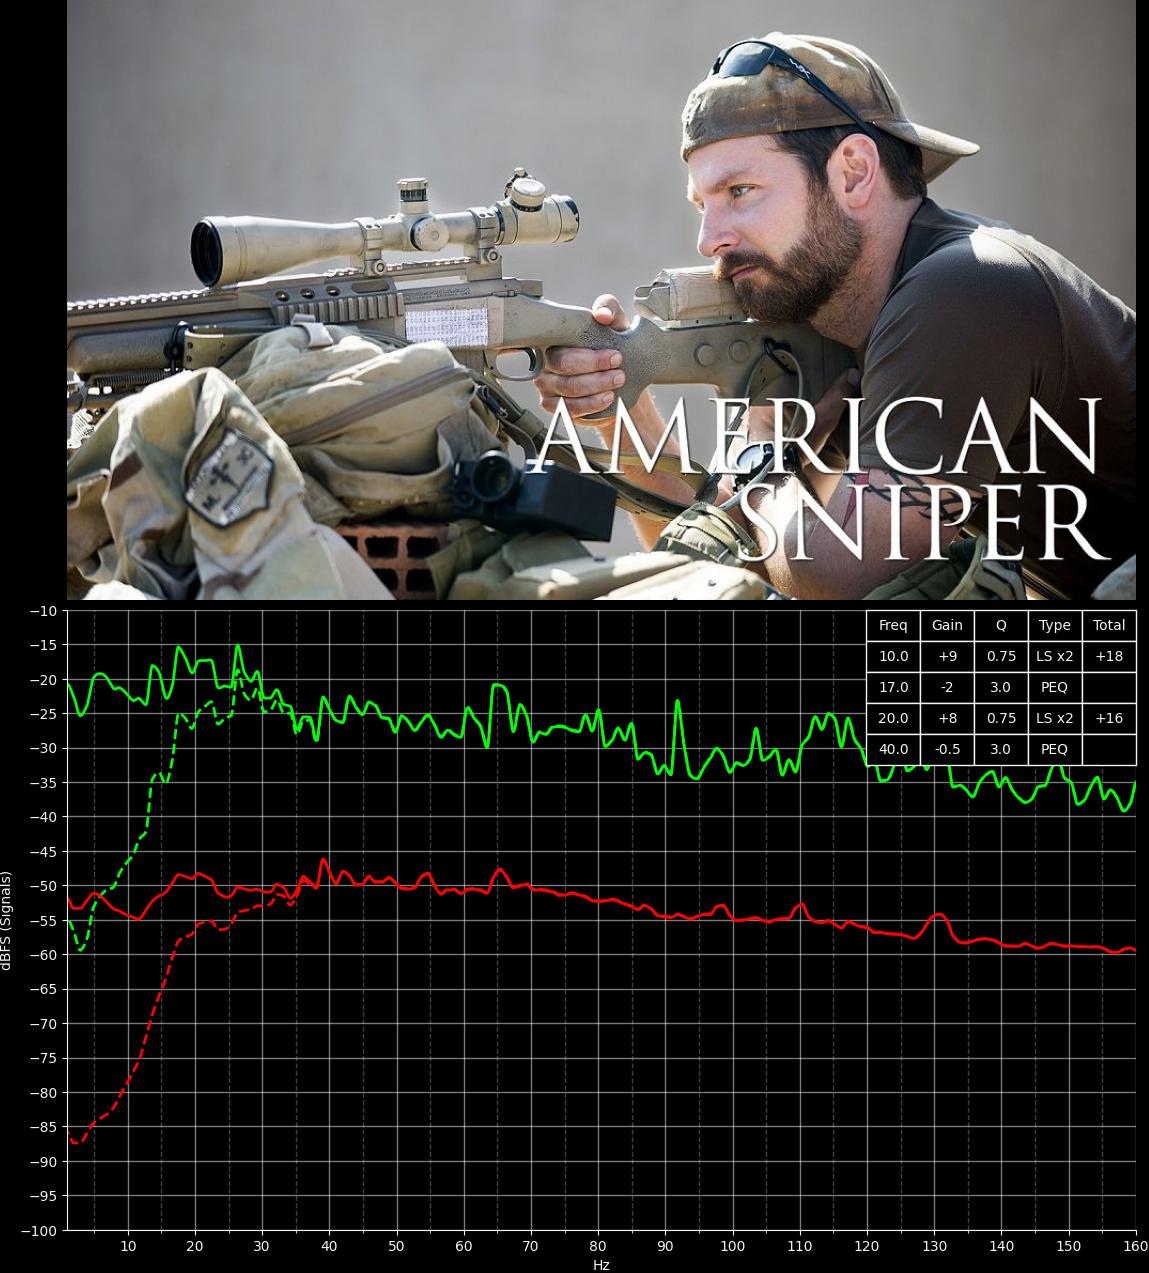 AMERICAN
SNIPER
Freq Gain Q Type Total
10.0 +9 0.75 LS x2 +18
17.0 -2 3.0 PEQ
20.0 +8 0.75 LS x2 +16
40.0 -0.5 3.0 PEQ
−10
−15
−20
−25
−30
−35
−40
−45
−50
−55
−60
−65
−70
−75
−80
−85
−90
−95
−100
dBFS (Signals)
10 20 30 40 50 60 70 80 90 100 110 120 130 140 150 160
Hz